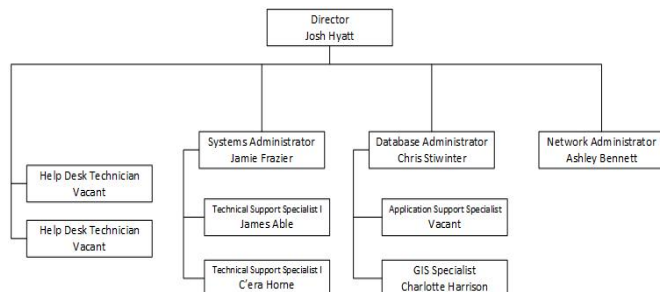 Director
Josh Hyatt
Systems Administrator
Jamie Frazier
Database Administrator
Chris Stiwinter
Network Administrator
Ashley Bennett
Help Desk Technician
Vacant
Technical Support Specialist I
James Able
Application Support Specialist
Vacant
Help Desk Technician
Vacant
Technical Support Specialist I
C'era Horne
GIS Specialist
Charlotte Harrison